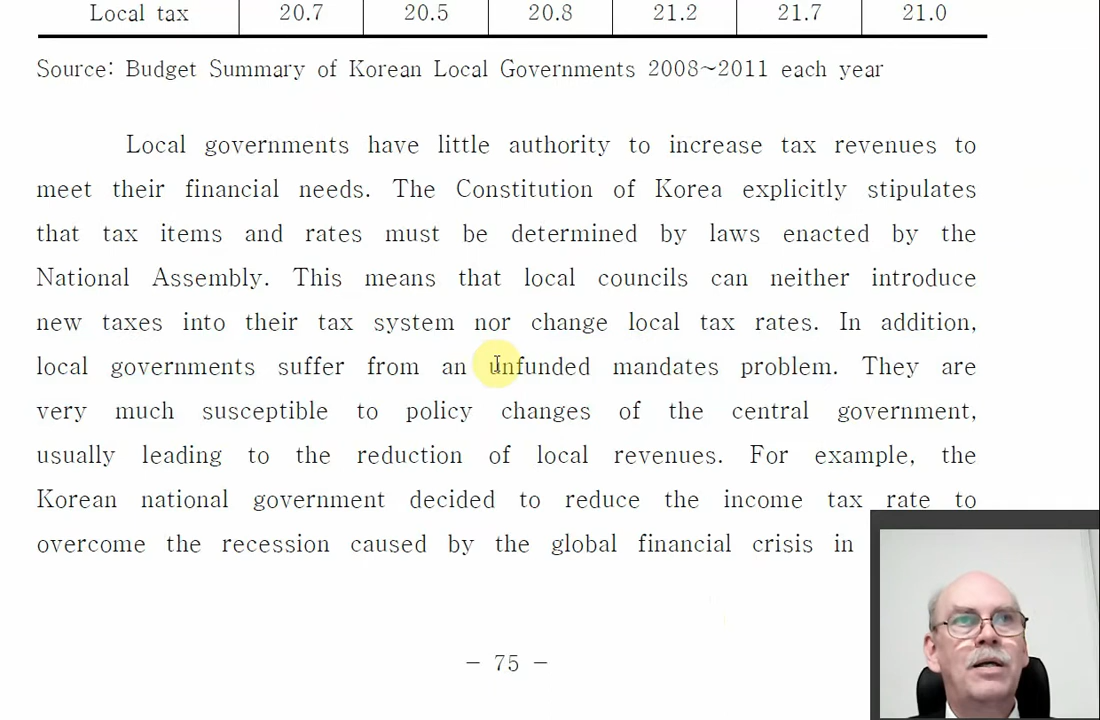 Local tax 20.7 20.5 20.8 21.2 21.7 21.0
Source: Budget Summary of Korean Local Governments 2008~2011 each year
Local governments have little authority to increase tax revenues to
meet their financial needs. The Constitution of Korea explicitly stipulates
that tax items and rates must be determined by laws enacted by the
National Assembly. This means that local councils can neither introduce
new taxes into their tax system nor change local tax rates. In addition,
local governments suffer from an unfunded mandates problem. They are
very much susceptible to policy changes of the central government,
usually leading to the reduction of local revenues. For example, the
Korean national government decided to reduce the income tax rate to
overcome the recession caused by the global financial crisis in
- 75 -